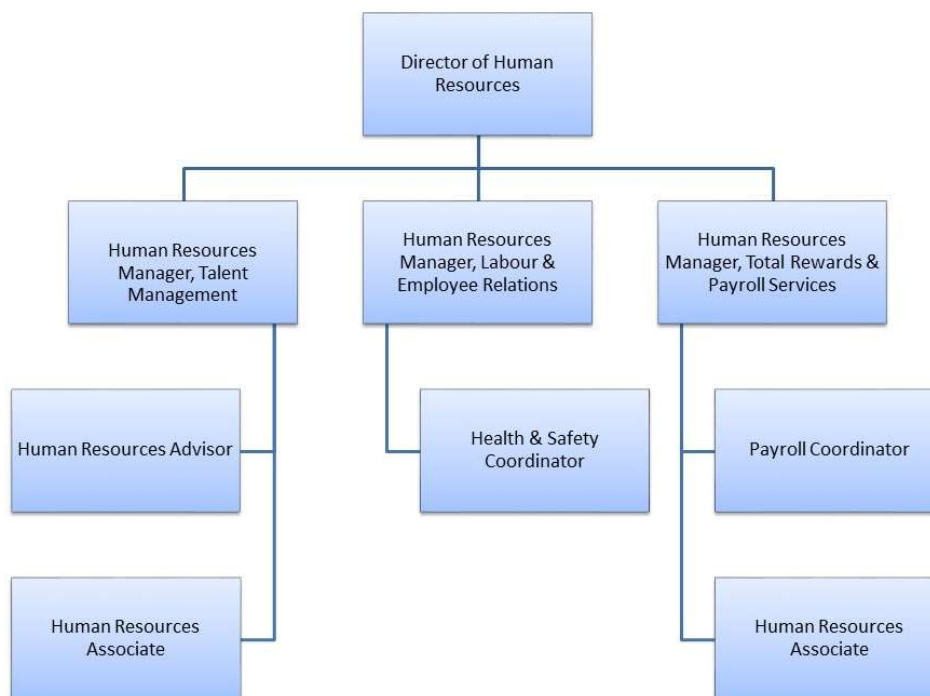 Director of Human
Resources
Human Resources
Manager, Talent
Management
Human Resources
Manager, Labour &
Employee Relations
Human Resources
Manager, Total Rewards &
Payroll Services
Human Resources Advisor
Health & Safety
Coordinator
Payroll Coordinator
Human Resources
Associate
Human Resources
Associate